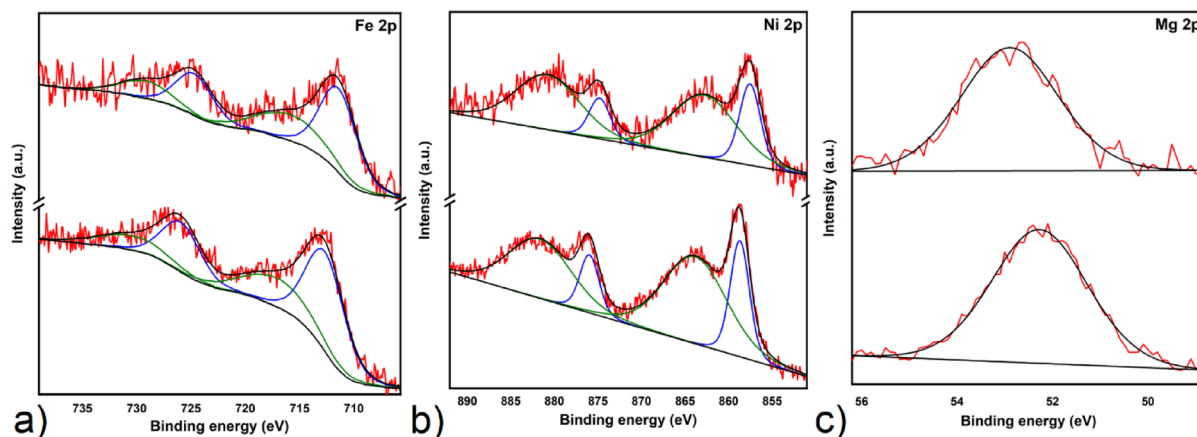 Fe 2p
Intensity (a.u.)
735 730 725 720 715 710
Binding energy (eV)
a)
Ni 2p
Intensity (a.u.)
890 885 880 875 870 865 860 855
Binding energy (eV)
b)
Mg 2p
Intensity (a.u.)
56 54 52 50
Binding energy (eV)
c)